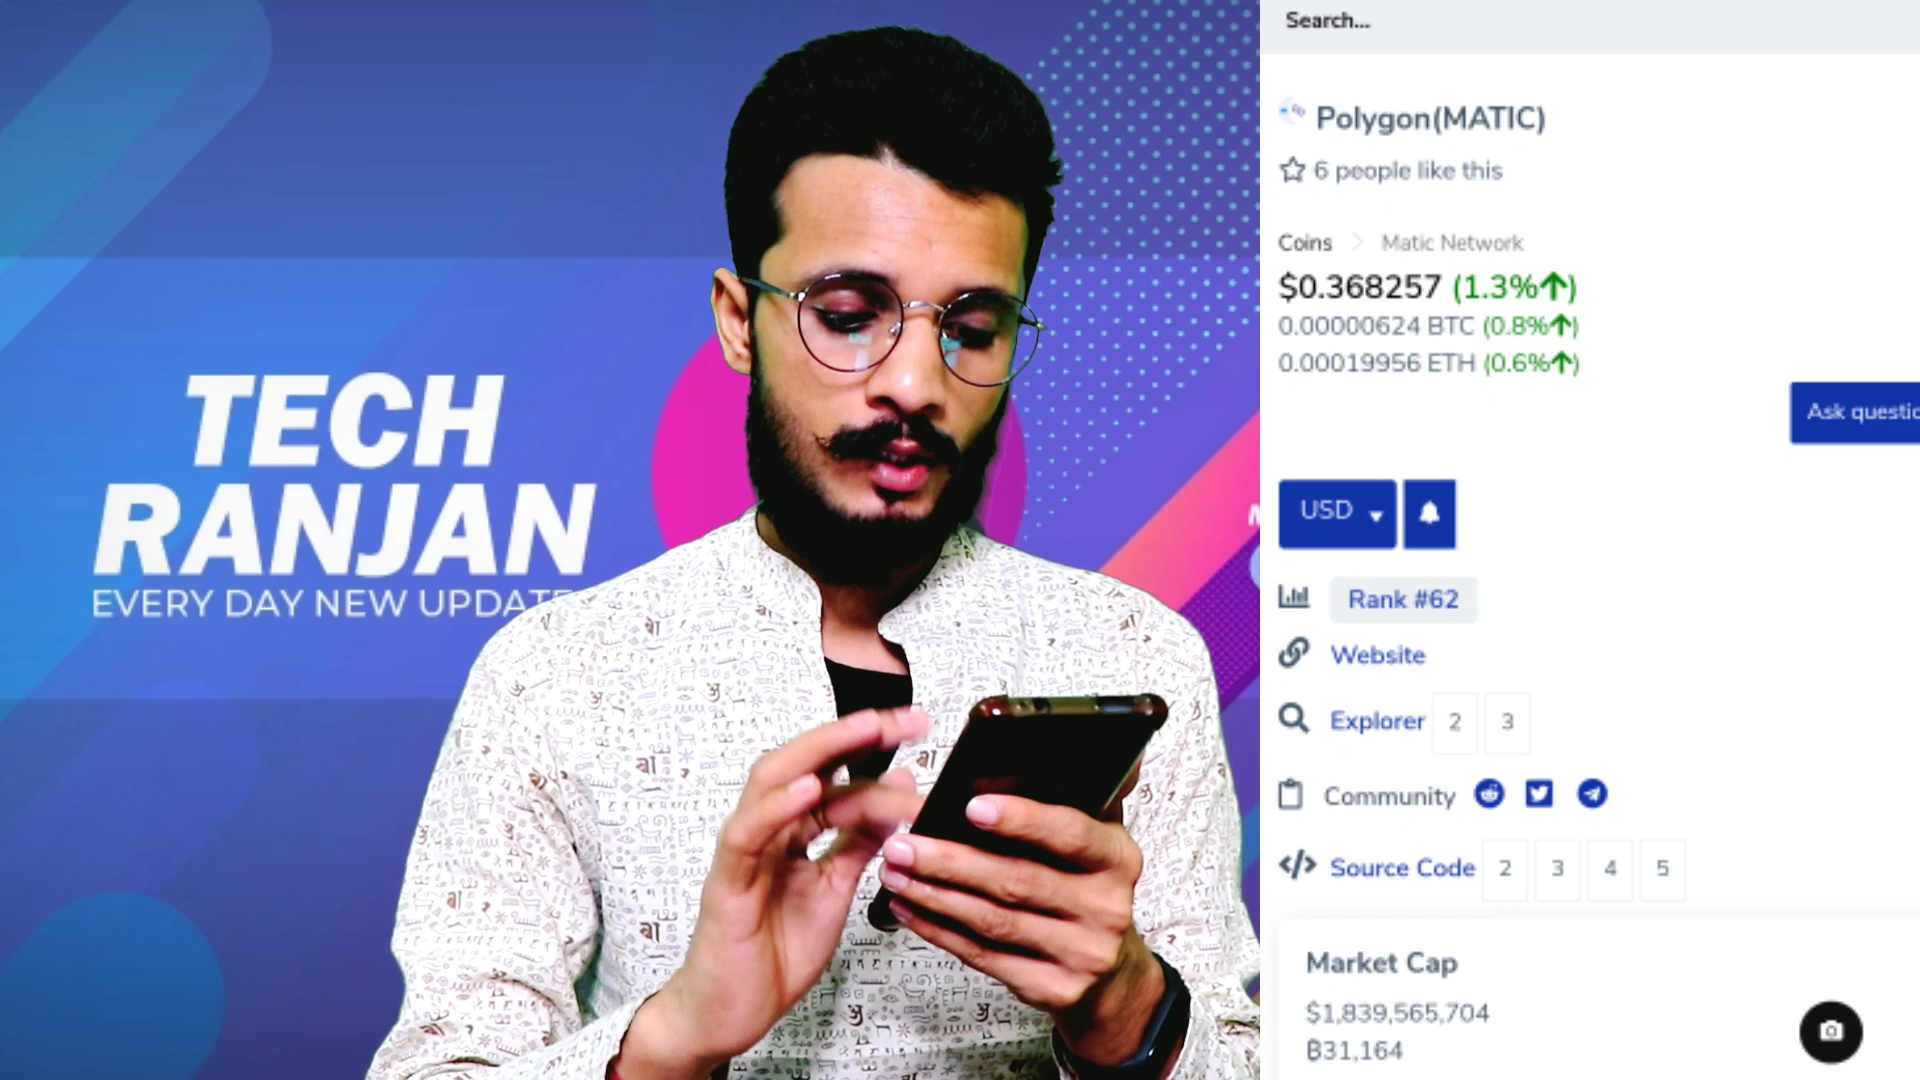 TECH
RANJAN
EVERY DAY NEW UPDATE
Search...
Polygon(MATIC)
6 people like this
Coins Matic Network
$0.368257 (1.3%↑)
0.00000624 BTC (0.8%↑)
0.00019956 ETH (0.6%↑)
Ask questio
USD
Rank #62
Website
Explorer 2 3
Community
Source Code 2 3 4 5
Market Cap
$1,839,565,704
₿31,164